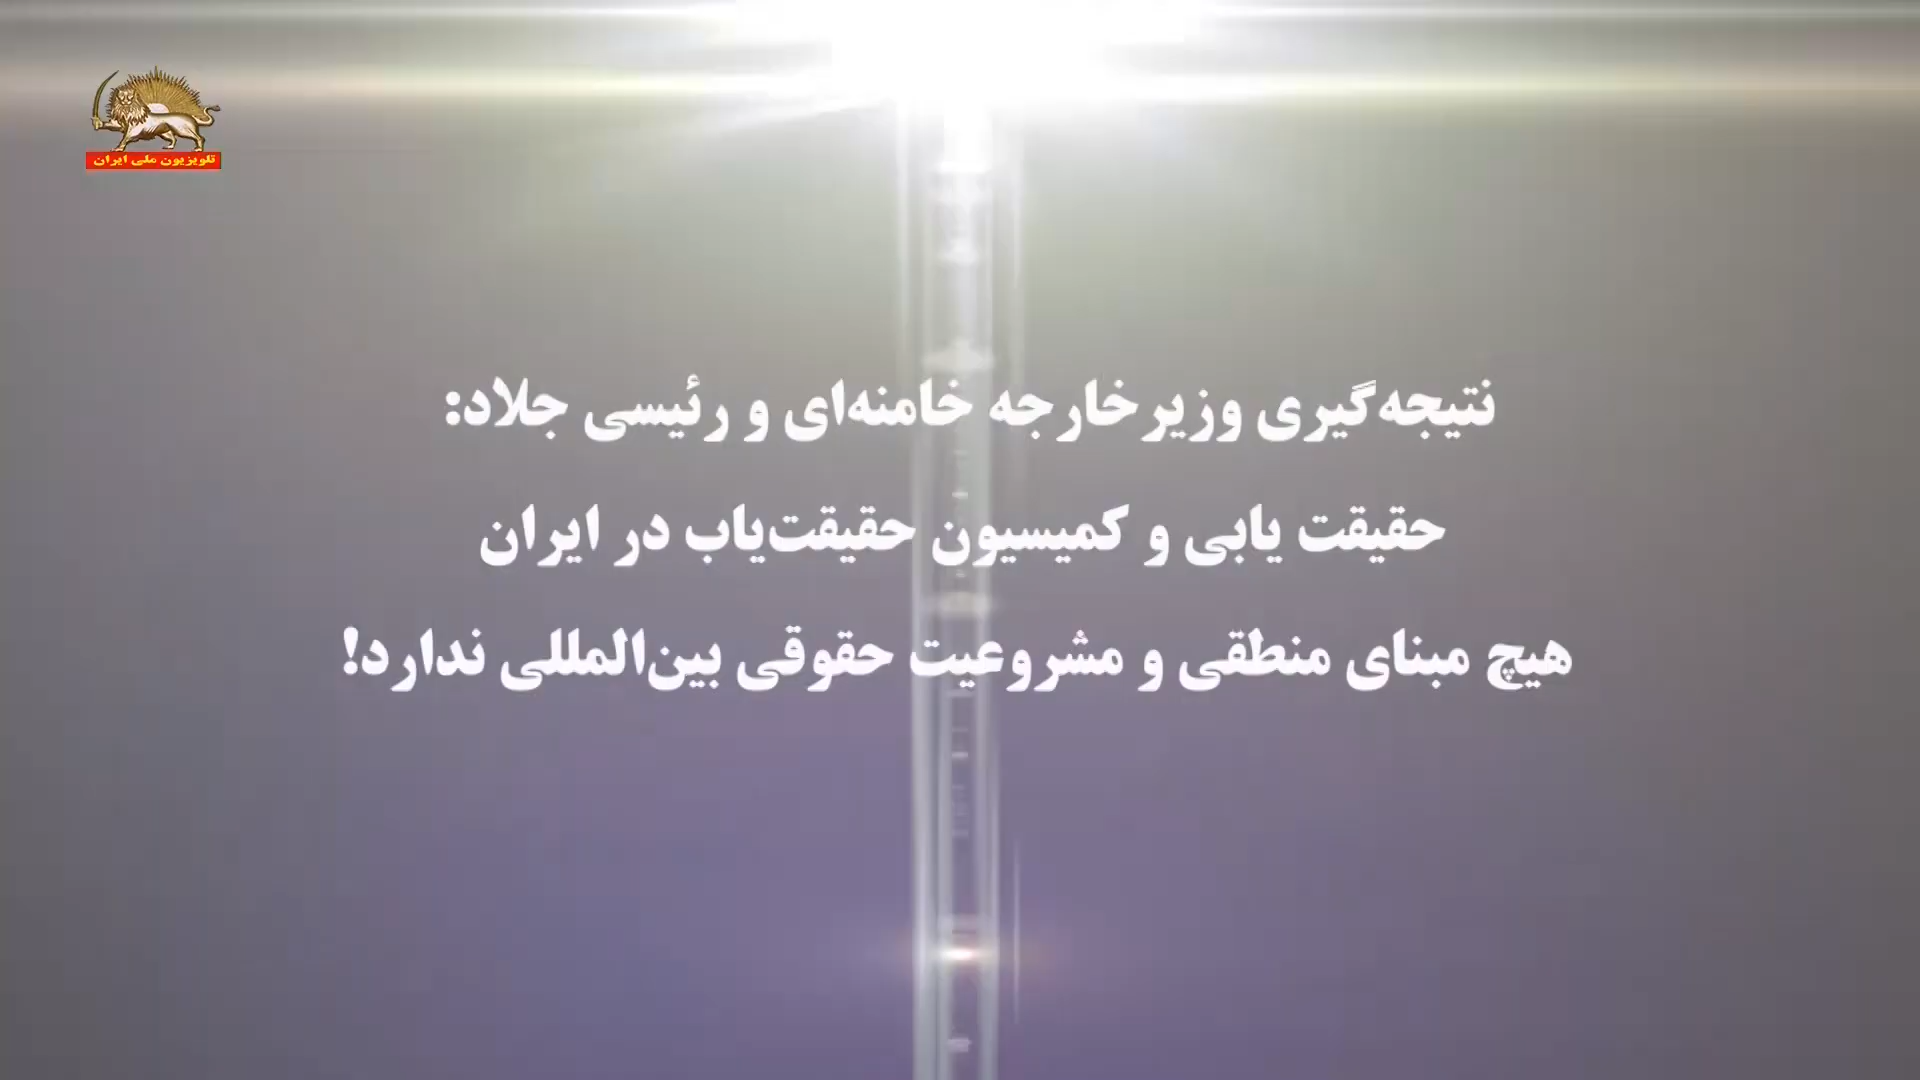 تلویزیون ملی ایران
نتیجه‌گیری وزیرخارجه خامنه‌ای و رئیسی جلاد:
حقیقت یابی و کمیسیون حقیقت‌یاب در ایران
هیچ مبنای منطقی و مشروعیت حقوقی بین‌المللی ندارد!